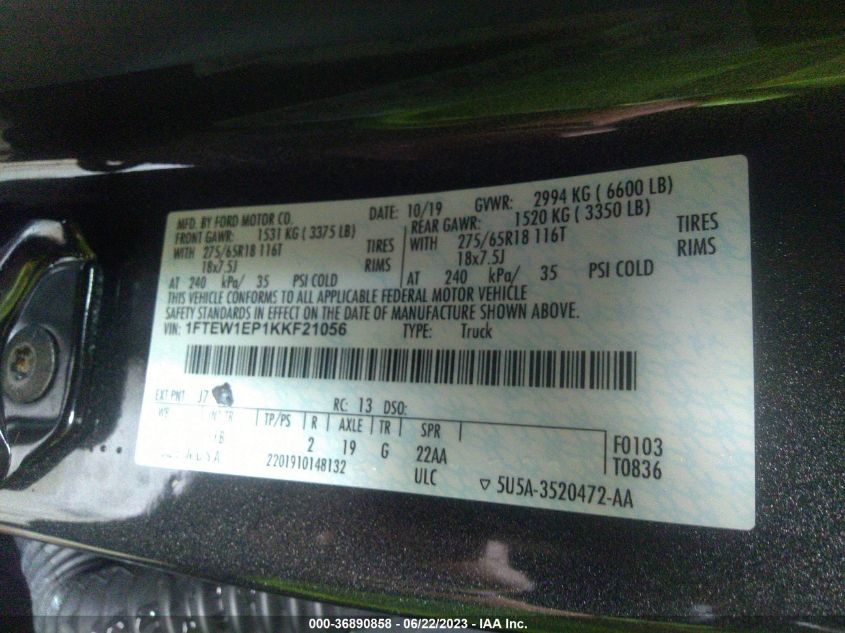 MFD. BY FORD MOTOR CO. DATE: 10/19 GVWR: 2994 KG ( 6600 LB)
FRONT GAWR: 1531 KG ( 3375 LB) REAR GAWR: 1520 KG ( 3350 LB)
WITH 275/65R18 116T TIRES WITH 275/65R18 116T TIRES
18x7.5J RIMS 18x7.5J RIMS
AT 240 kPa/ 35 PSI COLD AT 240 kPa/ 35 PSI COLD
THIS VEHICLE CONFORMS TO ALL APPLICABLE FEDERAL MOTOR VEHICLE
SAFETY STANDARDS IN EFFECT ON THE DATE OF MANUFACTURE SHOWN ABOVE.
VIN: 1FTEW1EP1KKF21056 TYPE: Truck
EXT PNT J7 RC: 13 DSO:
WB INT TR TP/PS R AXLE TR SPR
2 19 G 22AA F0103
2201910148132 ULC T0836
▽ 5U5A-3520472-AA
000-36890858 - 06/22/2023 - IAA Inc.